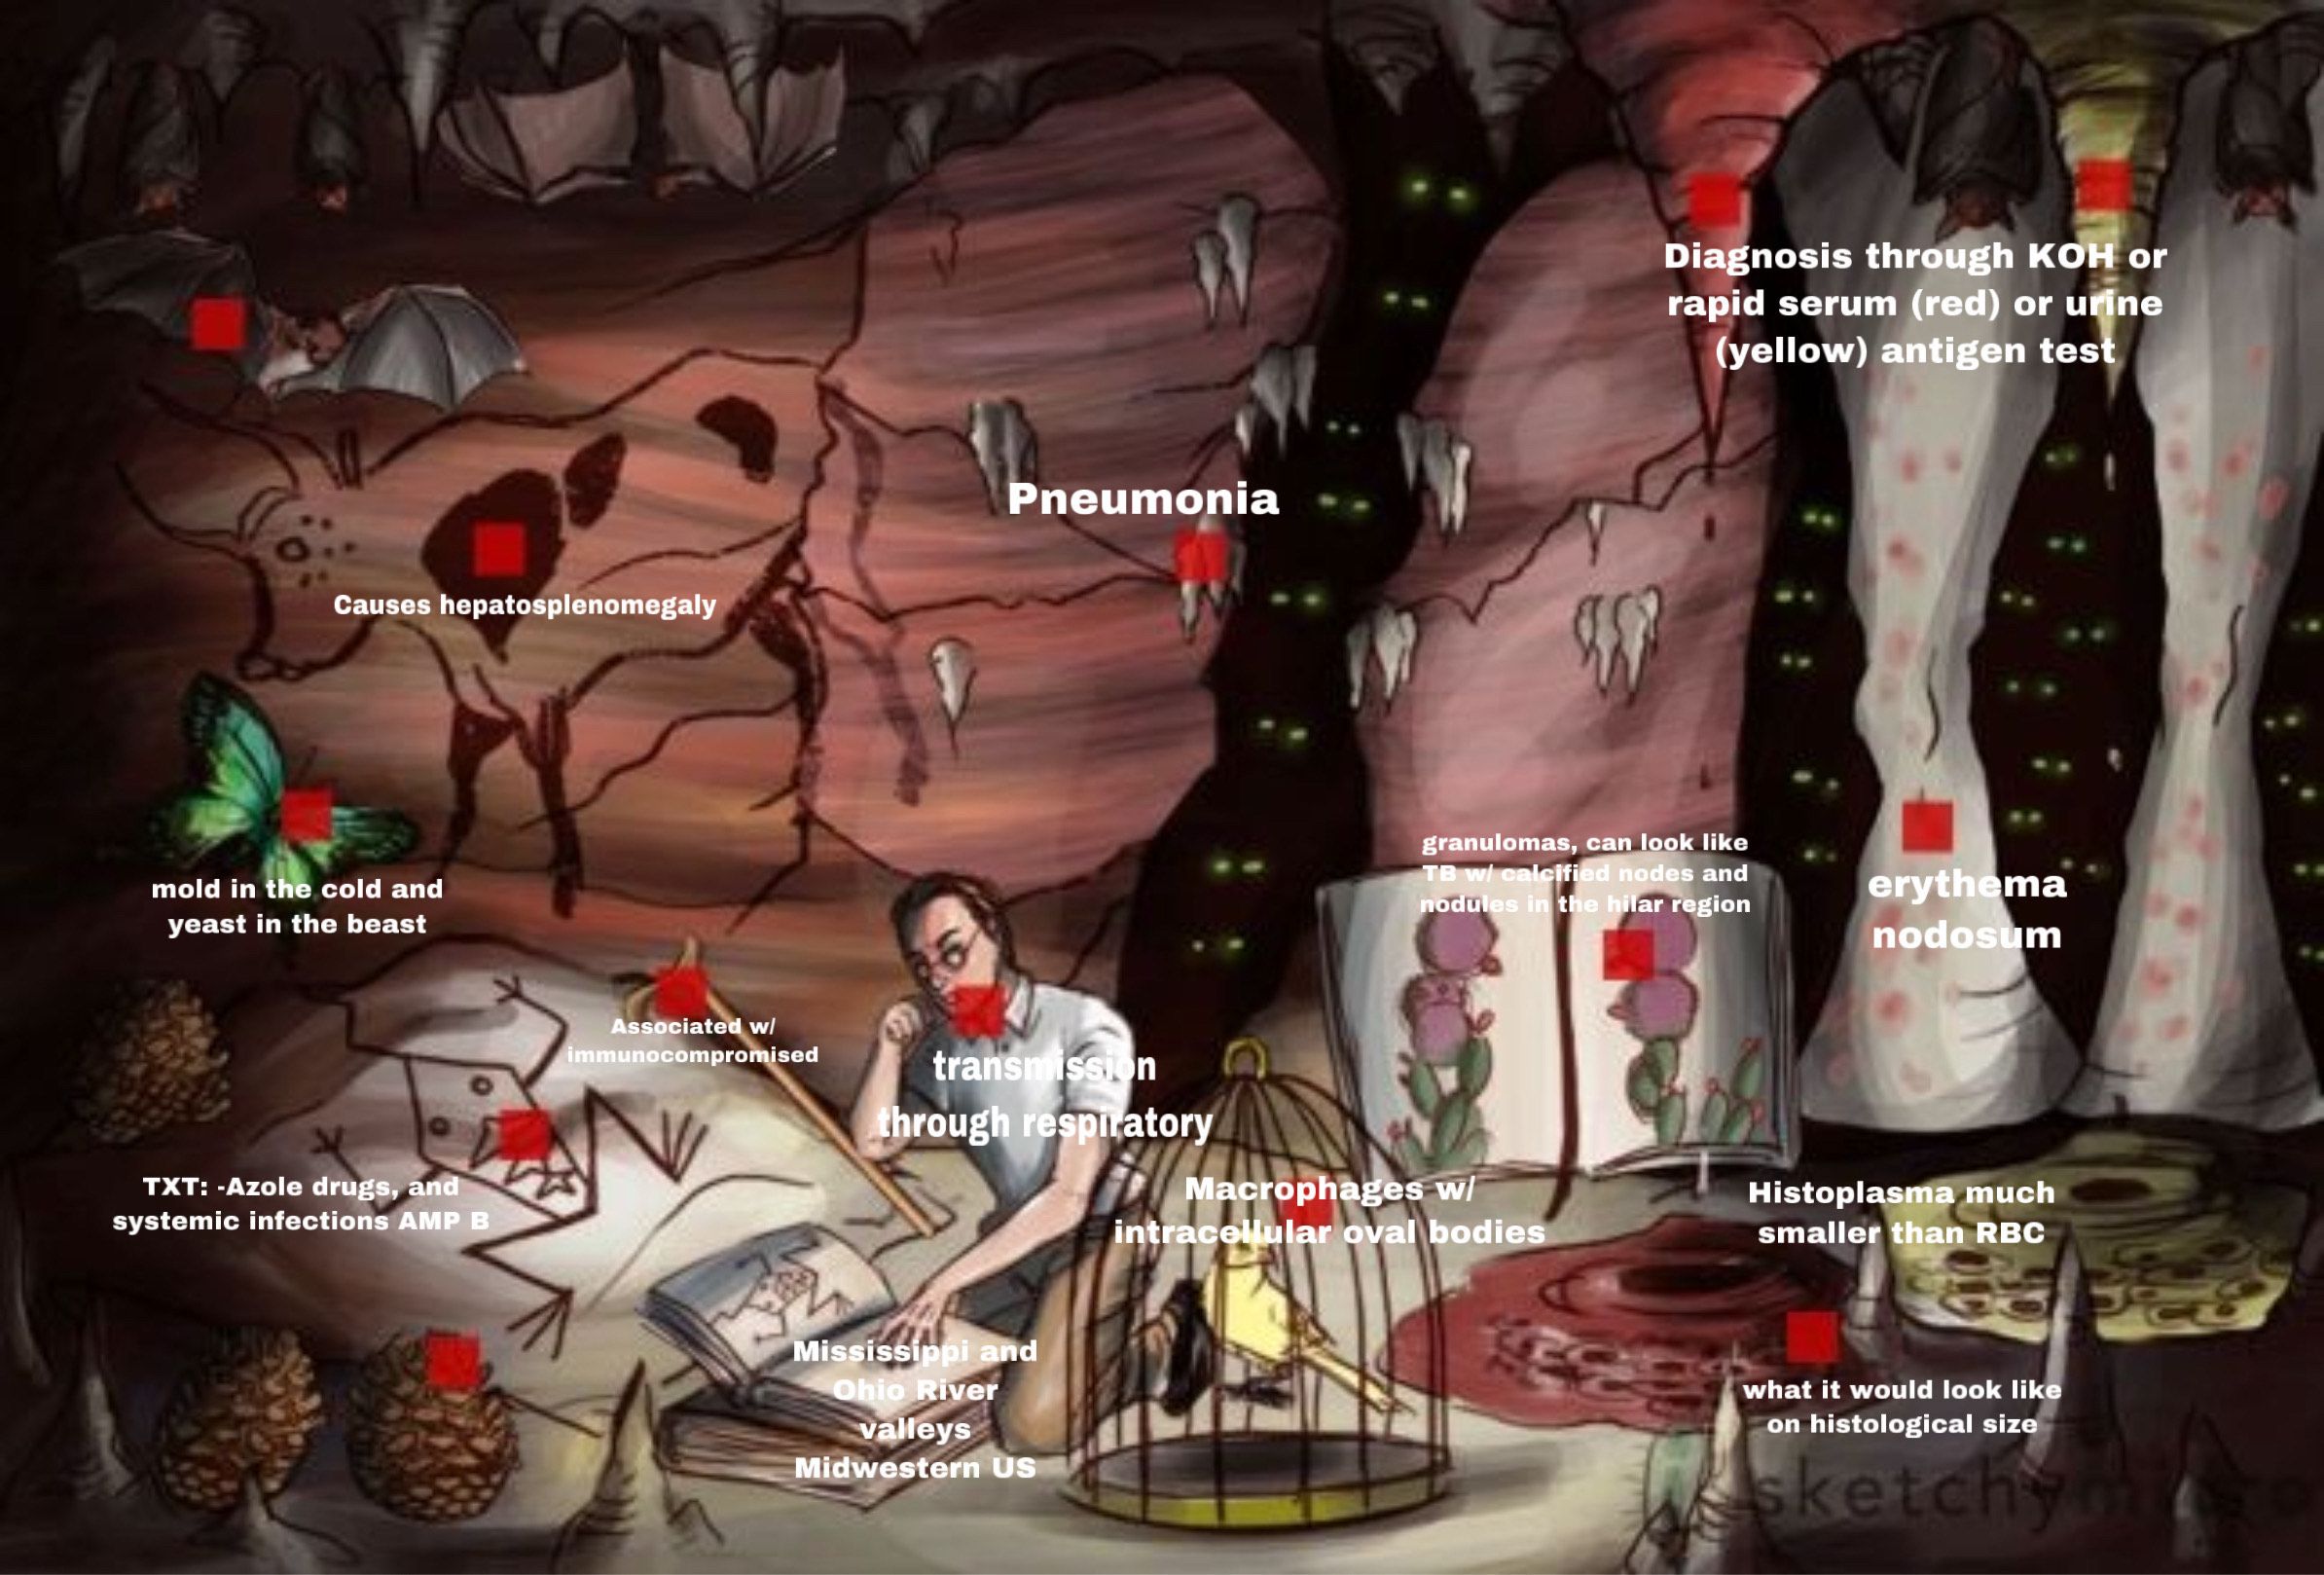 Diagnosis through KOH or
rapid serum (red) or urine
(yellow) antigen test
Pneumonia
Causes hepatosplenomegaly
granulomas, can look like
TB w/ calcified nodes and
nodules in the hilar region
erythema
nodosum
mold in the cold and
yeast in the beast
Associated w/
immunocompromised
transmission
through respiratory
TXT: -Azole drugs, and
systemic infections AMP B
Macrophages w/
intracellular oval bodies
Histoplasma much
smaller than RBC
Mississippi and
Ohio River
valleys
Midwestern US
what it would look like
on histological size